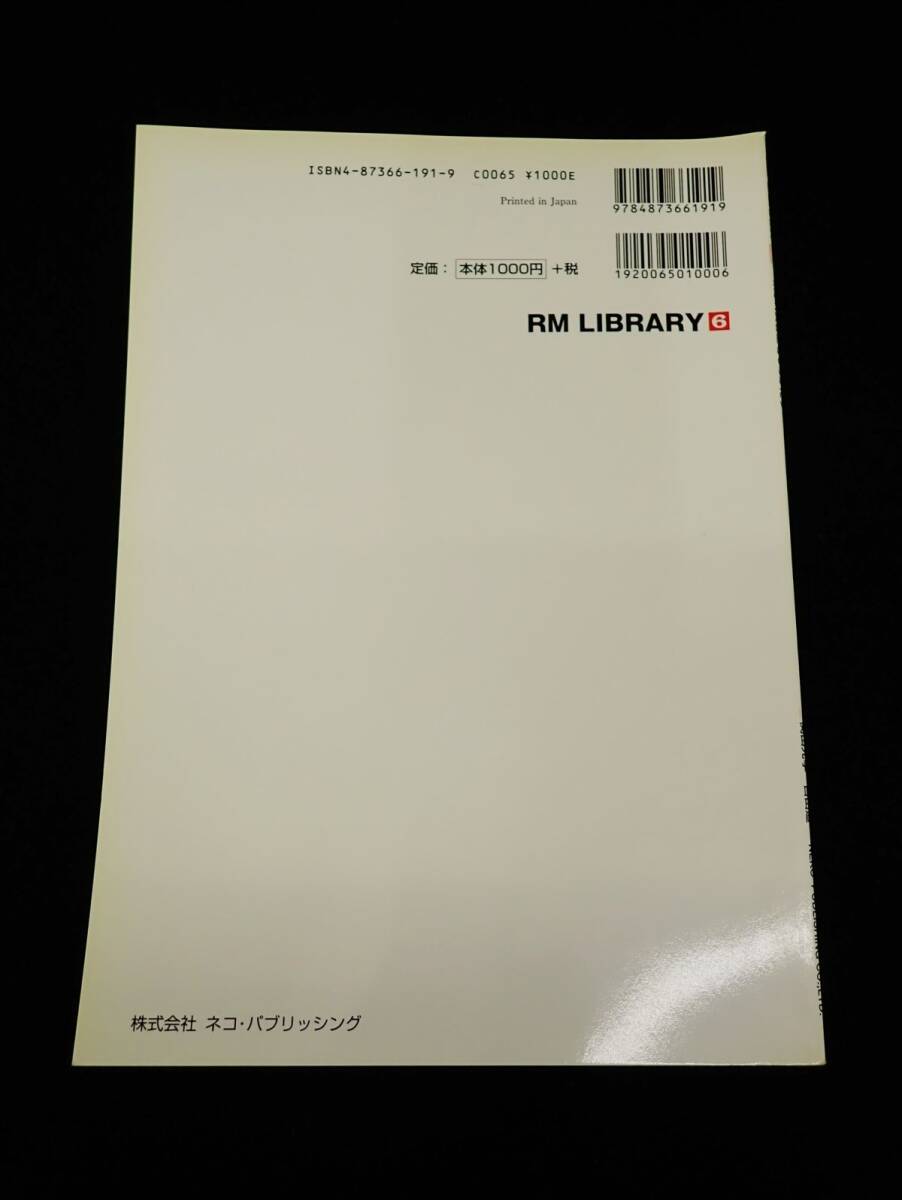 ISBN4-87366-191-9 C0065 ¥1000E
Printed in Japan
9784873661919
定価： 本体1000円 +税
1920065010006
RM LIBRARY 6
株式会社 ネコ・パブリッシング